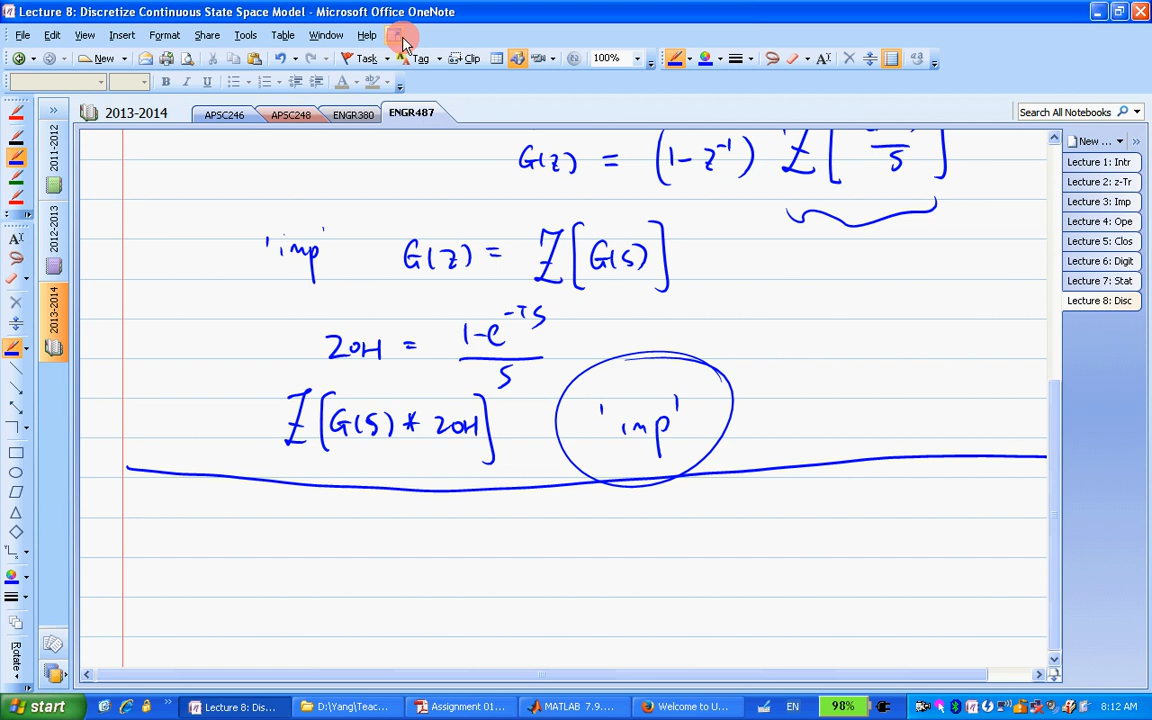 Lecture 8: Discretize Continuous State Space Model - Microsoft Office OneNote
File Edit View Insert Format Share Tools Table Window Help
New Task Tag Clip 100%
B I U
2013-2014 APSC246 APSC248 ENGR380 ENGR487 Search All Notebooks
2011-2012
2012-2013
2013-2014
Rotate
New ...
Lecture 1: Intr
Lecture 2: z-Tr
Lecture 3: Imp
Lecture 4: Ope
Lecture 5: Clos
Lecture 6: Digit
Lecture 7: Stat
Lecture 8: Disc
G(z) = (1-z⁻¹) Z[ /S ]
'imp' G(z) = Z[G(s)]
ZOH = 1-e^-TS / S
Z[G(s) * ZOH] 'imp'
start Lecture 8: Dis... D:\Yang\Teac... Assignment 01... MATLAB 7.9.... Welcome to U... EN 98% 8:12 AM